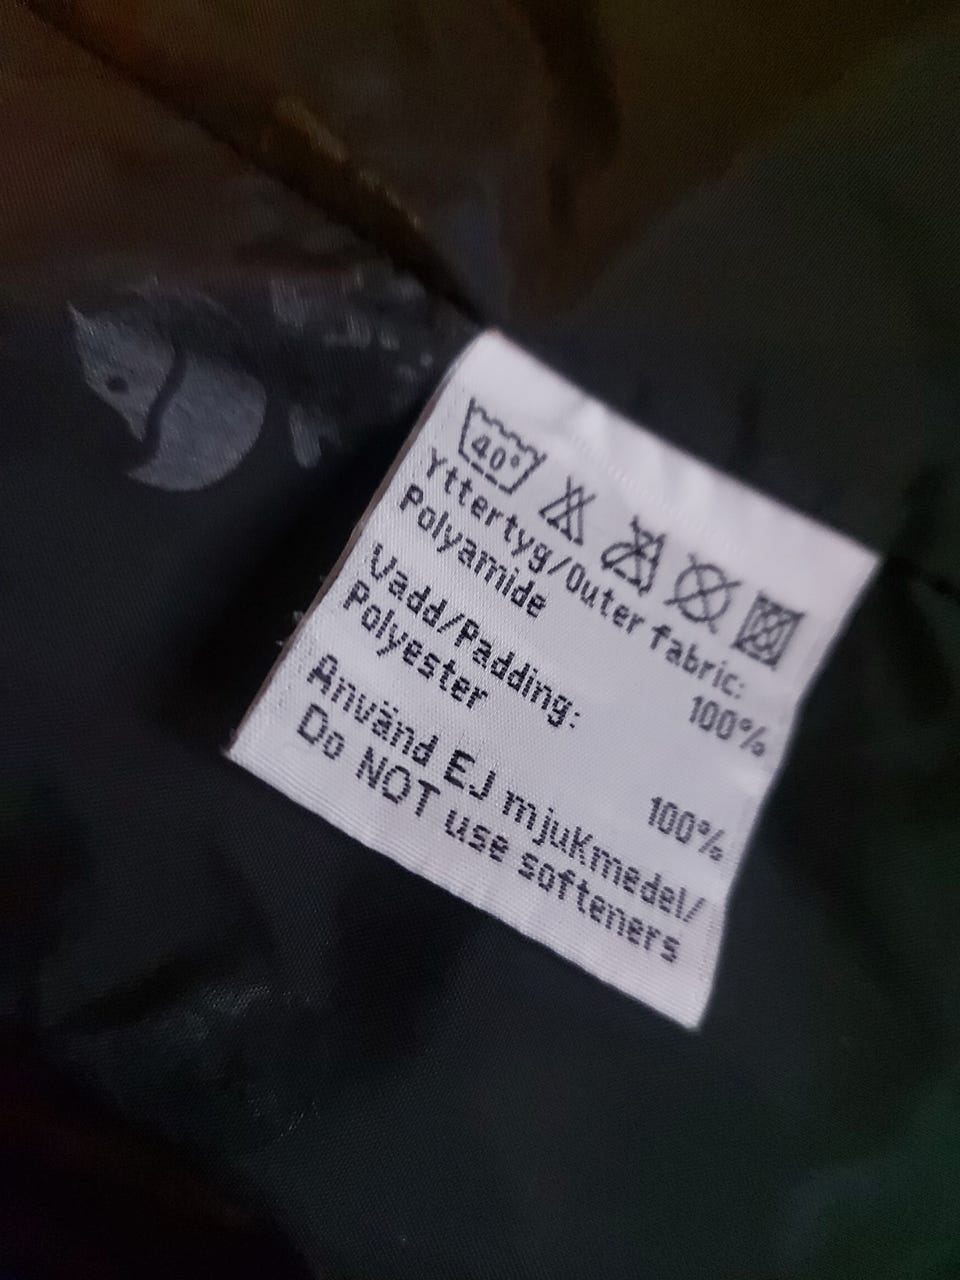 40°
Yttertyg/Outer fabric:
Polyamide 100%
Vadd/Padding:
Polyester 100%
Använd EJ mjukmedel/
Do NOT use softeners